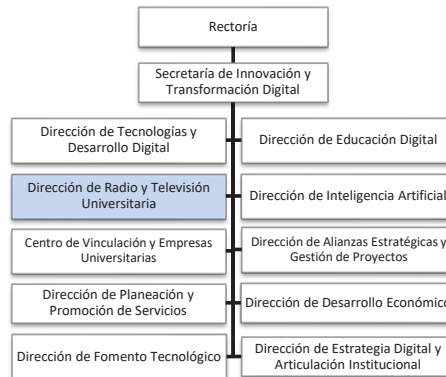 Rectoría
Secretaría de Innovación y
Transformación Digital
Dirección de Tecnologías y
Desarrollo Digital
Dirección de Educación Digital
Dirección de Radio y Televisión
Universitaria
Dirección de Inteligencia Artificial
Centro de Vinculación y Empresas
Universitarias
Dirección de Alianzas Estratégicas y
Gestión de Proyectos
Dirección de Planeación y
Promoción de Servicios
Dirección de Desarrollo Económico
Dirección de Fomento Tecnológico
Dirección de Estrategia Digital y
Articulación Institucional